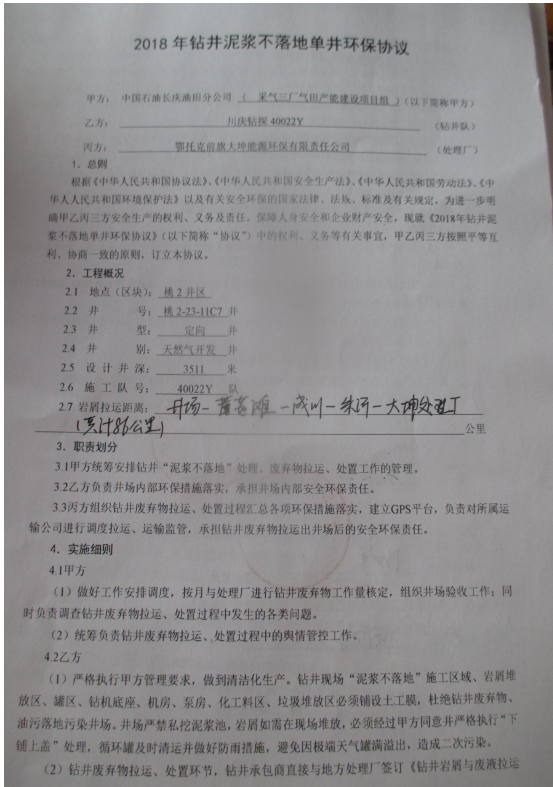 2018 年钻井泥浆不落地单井环保协议
甲方： 中国石油长庆油田分公司 （ 采气三厂气田产能建设项目组 ）（以下简称甲方）
乙方： 川庆钻探 40022Y （钻井队）
丙方： 鄂托克前旗大坤能源环保有限责任公司 （处理厂）
1．总则
根据《中华人民共和国协议法》、《中华人民共和国安全生产法》、《中华人民共和国劳动法》、《中
华人人民共和国环境保护法》以及有关安全环保的国家法律、法规、标准及有关规定，为进一步明
确甲乙丙三方安全生产的权利、义务及责任，保障人身安全和企业财产安全，现就《2018年钻井泥
浆不落地单井环保协议》（以下简称“协议”）中的权利、义务等有关事宜，甲乙丙三方按照平等互
利、协商一致的原则，订立本协议。
2．工程概况
2.1 地点（区块）： 桃 2 井区
2.2 井 号： 桃 2-23-11C7 井
2.3 井 型： 定向 井
2.4 井 别： 天然气开发 井
2.5 设 计 井 深： 3511 米
2.6 施 工 队 号： 40022Y 队
2.7 岩屑拉运距离： 井场－ －大坤处理厂
（共计86公里） 公里
3．职责划分
3.1甲方统筹安排钻井“泥浆不落地”处理、废弃物拉运、处置工作的管理。
3.2乙方负责井场内部环保措施落实，承担井场内部安全环保责任。
3.3丙方组织钻井废弃物拉运、处置过程汇总各项环保措施落实，建立GPS平台，负责对所属运
输公司进行调度拉运、运输监管，承担钻井废弃物拉运出井场后的安全环保责任。
4．实施细则
4.1甲方
（1）做好工作安排调度，按月与处理厂进行钻井废弃物工作量核定，组织井场验收工作；同
时负责调查钻井废弃物拉运、处置过程中发生的各类问题。
（2）统筹负责钻井废弃物拉运、处置过程中的舆情管控工作。
4.2乙方
（1）严格执行甲方管理要求，做到清洁化生产。钻井现场“泥浆不落地”施工区域、岩屑堆
放区、罐区、钻机底座、机房、泵房、化工料区、垃圾堆放区必须铺设土工膜，杜绝钻井废弃物、
油污落地污染井场。井场严禁私挖泥浆池，岩屑如需在现场堆放，必须经过甲方同意并严格执行“下
铺上盖”处理，循环罐及时清运并做好防雨措施，避免因极端天气罐满溢出，造成二次污染。
（2）钻井废弃物拉运、处置环节，钻井承包商直接与地方处理厂签订《钻井岩屑与废液拉运